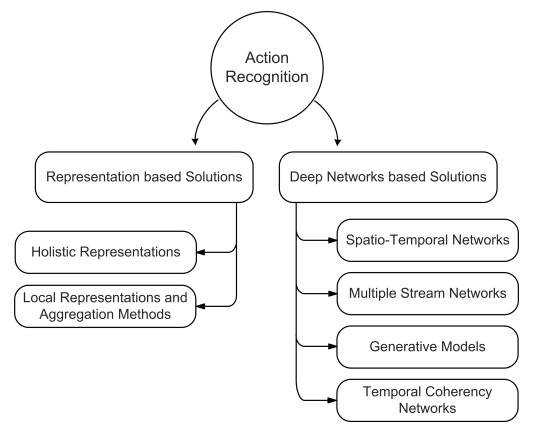 Action
Recognition
Representation based Solutions
Deep Networks based Solutions
Holistic Representations
Local Representations and
Aggregation Methods
Spatio-Temporal Networks
Multiple Stream Networks
Generative Models
Temporal Coherency
Networks